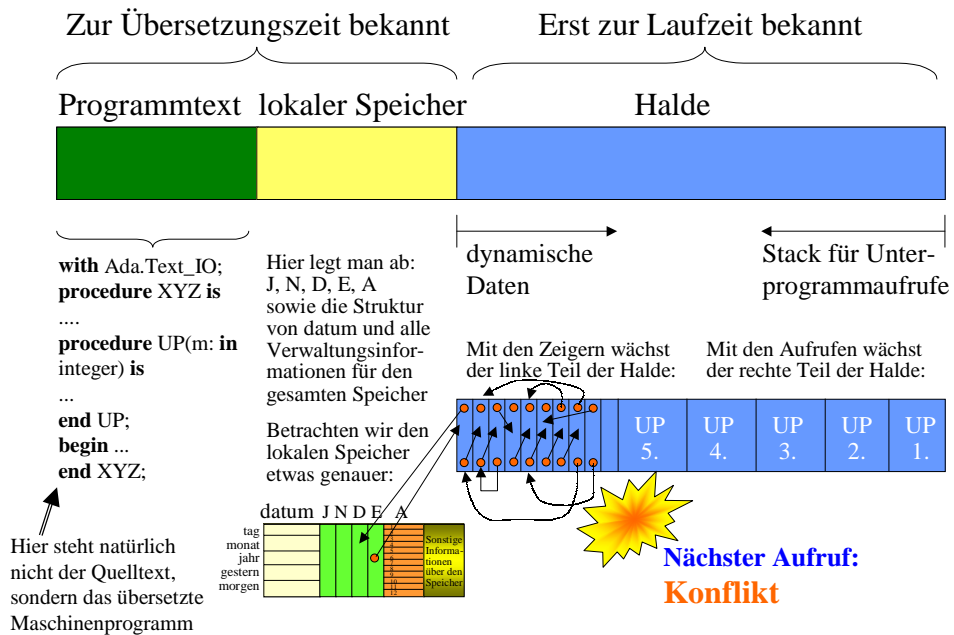 Zur Übersetzungszeit bekannt
Erst zur Laufzeit bekannt
Programmtext
lokaler Speicher
Halde
with Ada.Text_IO;
procedure XYZ is
....
procedure UP(m: in
integer) is
...
end UP;
begin ...
end XYZ;
Hier steht natürlich
nicht der Quelltext,
sondern das übersetzte
Maschinenprogramm
Hier legt man ab:
J, N, D, E, A
sowie die Struktur
von datum und alle
Verwaltungsinfor-
mationen für den
gesamten Speicher
Betrachten wir den
lokalen Speicher
etwas genauer:
datum J N D E A
tag
monat
jahr
gestern
morgen
Sonstige
Informa-
tionen
über den
Speicher
dynamische
Daten
Stack für Unter-
programmaufrufe
Mit den Zeigern wächst
der linke Teil der Halde:
Mit den Aufrufen wächst
der rechte Teil der Halde:
UP
5.
UP
4.
UP
3.
UP
2.
UP
1.
Nächster Aufruf:
Konflikt